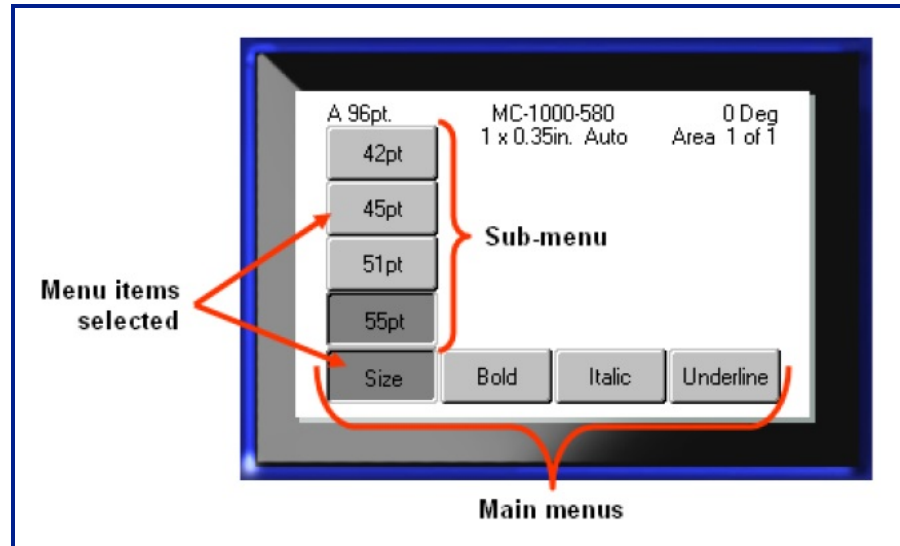 A 96pt. MC-1000-580 0 Deg
1 x 0.35in. Auto Area 1 of 1
42pt
45pt
Sub-menu
51pt
Menu items
selected
55pt
Size Bold Italic Underline
Main menus